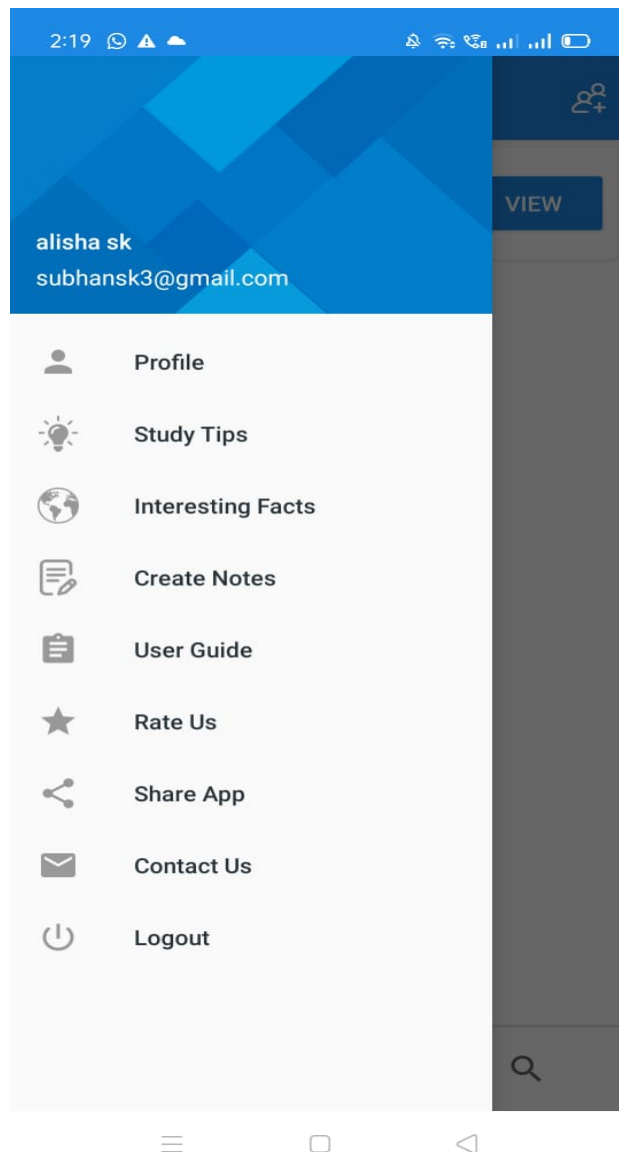 2:19
VIEW
alisha sk
subhansk3@gmail.com
Profile
Study Tips
Interesting Facts
Create Notes
User Guide
Rate Us
Share App
Contact Us
Logout